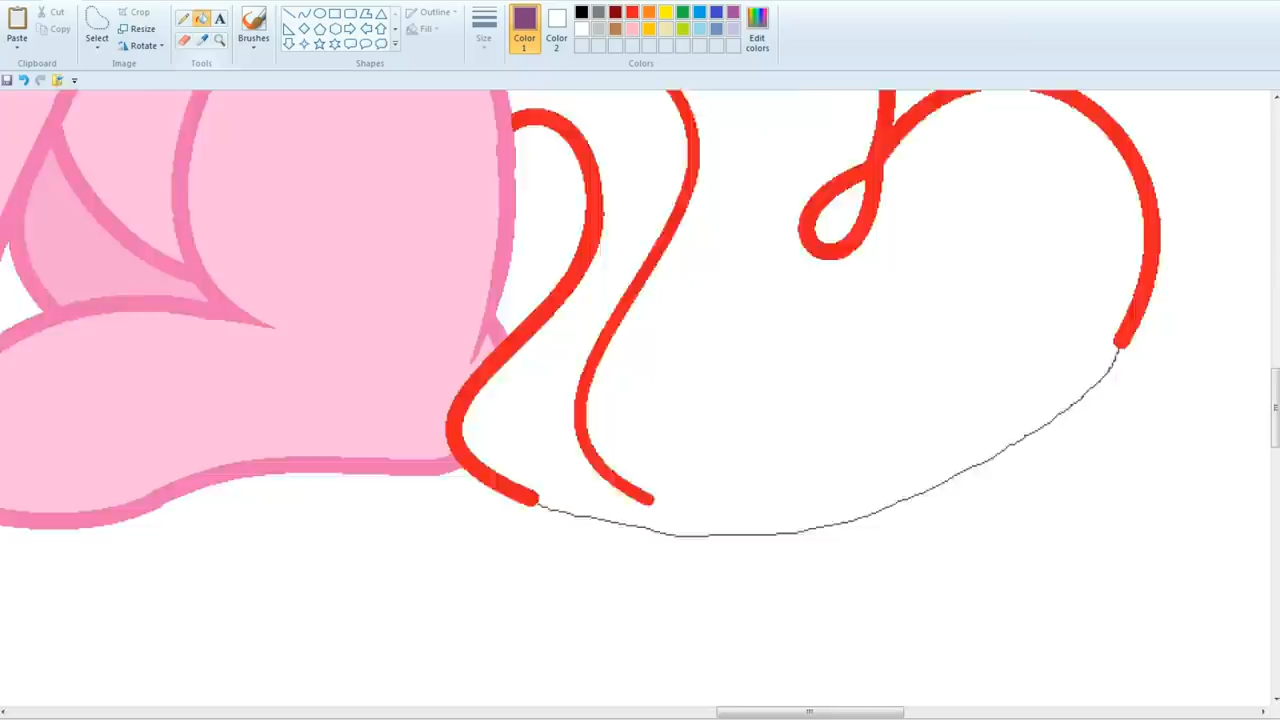 Paste
Cut
Copy
Clipboard
Select
Crop
Resize
Rotate
Image
A
Tools
Brushes
Shapes
Outline
Fill
Size
Color 1
Color 2
Edit colors
Colors